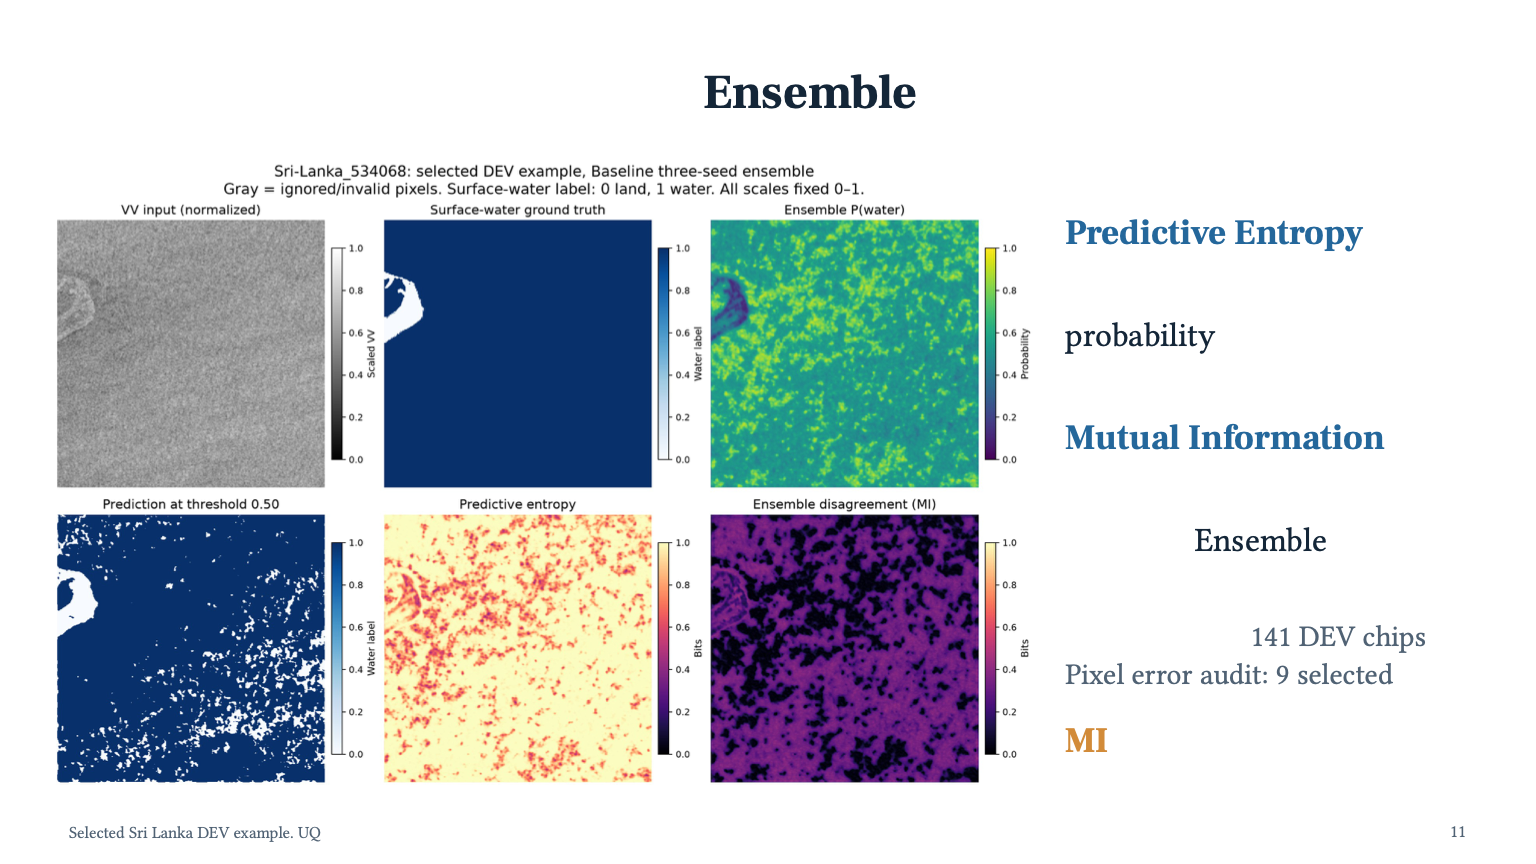 Ensemble
Sri-Lanka_534068: selected DEV example, Baseline three-seed ensemble
Gray = ignored/invalid pixels. Surface-water label: 0 land, 1 water. All scales fixed 0–1.
VV input (normalized)
Surface-water ground truth
Ensemble P(water)
1.0
0.8
0.6
0.4
0.2
0.0
Scaled VV
1.0
0.8
0.6
0.4
0.2
0.0
Water label
1.0
0.8
0.6
0.4
0.2
0.0
Probability
Prediction at threshold 0.50
Predictive entropy
Ensemble disagreement (MI)
1.0
0.8
0.6
0.4
0.2
0.0
Water label
1.0
0.8
0.6
0.4
0.2
0.0
Bits
1.0
0.8
0.6
0.4
0.2
0.0
Bits
Predictive Entropy
probability
Mutual Information
Ensemble
141 DEV chips
Pixel error audit: 9 selected
MI
Selected Sri Lanka DEV example. UQ
11